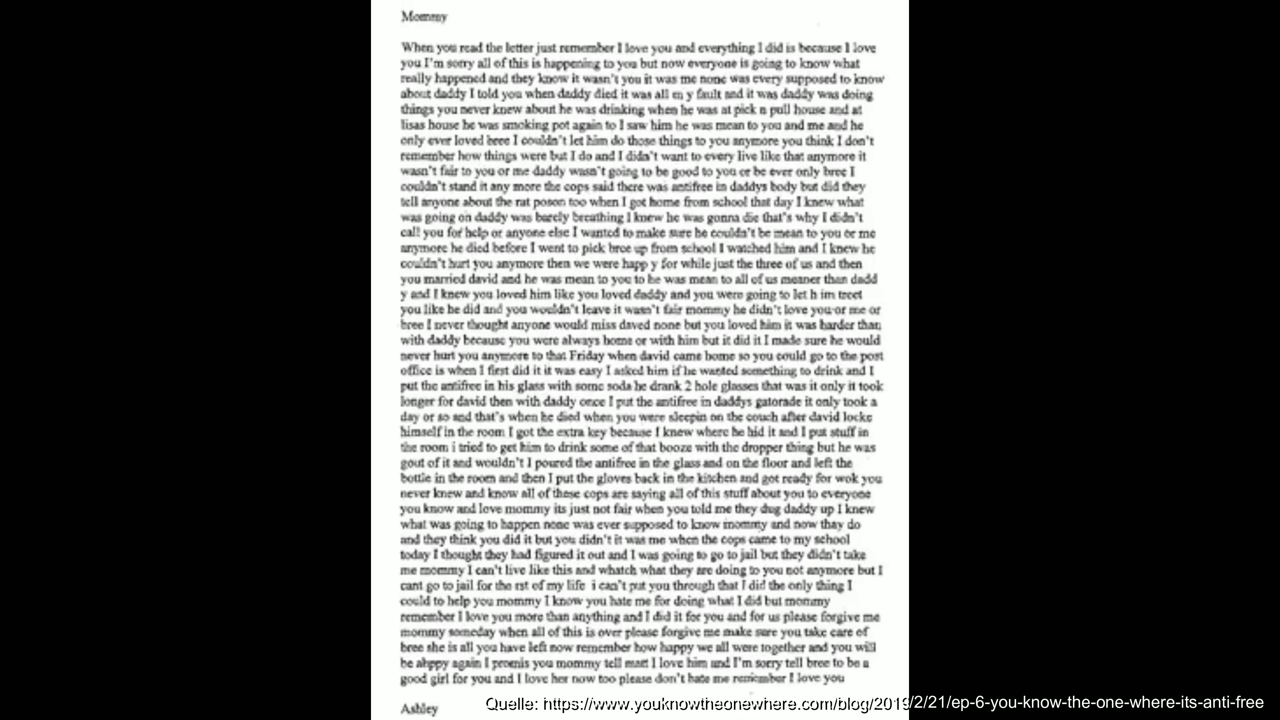 Mommy
When you read the letter just remember I love you and everything I did is because I love
you I'm sorry all of this is happening to you but now everyone is going to know what
really happened and they know it wasn't you it was me none was every supposed to know
about daddy I told you when daddy died it was all m y fault and it was daddy was doing
things you never knew about he was drinking when he was at pick n pull house and at
lisas house he was smoking pot again to I saw him he was mean to you and me and he
only ever loved bree I couldn't let him do those things to you anymore you think I don't
remember how things were but I do and I didn't want to every live like that anymore it
wasn't fair to you or me daddy wasn't going to be good to you or be ever only bree I
couldn't stand it any more the cops said there was antifree in daddys body but did they
tell anyone about the rat poson too when I got home from school that day I knew what
was going on daddy was barely breathing I knew he was gonna die that's why I didn't
call you for help or anyone else I wanted to make sure he couldn't be mean to you or me
anymore he died before I went to pick bree up from school I watched him and I knew he
couldn't hurt you anymore then we were happ y for while just the three of us and then
you married david and he was mean to you to he was mean to all of us meaner than dadd
y and I knew you loved him like you loved daddy and you were going to let h im treet
you like he did and you wouldn't leave it wasn't fair mommy he didn't love you or me or
bree I never thought anyone would miss daved none but you loved him it was harder than
with daddy because you were always home or with him but it did it I made sure he would
never hurt you anymore to that Friday when david came home so you could go to the post
office is when I first did it it was easy I asked him if he wanted something to drink and I
put the antifree in his glass with some soda he drank 2 hole glasses that was it only it took
longer for david then with daddy once I put the antifree in daddys gatorade it only took a
day or so and that's when he died when you were sleepin on the couch after david locke
himself in the room I got the extra key because I knew where he hid it and I put stuff in
the room i tried to get him to drink some of that booze with the dropper thing but he was
gout of it and wouldn't I poured the antifree in the glass and on the floor and left the
bottle in the room and then I put the gloves back in the kitchen and got ready for wok you
never knew and know all of these cops are saying all of this stuff about you to everyone
you know and love mommy its just not fair when you told me they dug daddy up I knew
what was going to happen none was ever supposed to know mommy and now thay do
and they think you did it but you didn't it was me when the cops came to my school
today I thought they had figured it out and I was going to go to jail but they didn't take
me mommy I can't live like this and whatch what they are doing to you not anymore but I
cant go to jail for the rst of my life i can't put you through that I did the only thing I
could to help you mommy I know you hate me for doing what I did but mommy
remember I love you more than anything and I did it for you and for us please forgive me
mommy someday when all of this is over please forgive me make sure you take care of
bree she is all you have left now remember how happy we all were together and you will
be ahppy again I promis you mommy tell matt I love him and I'm sorry tell bree to be a
good girl for you and I love her now too please don't hate me remember I love you
Ashley
Quelle: https://www.youknowtheonewhere.com/blog/2019/2/21/ep-6-you-know-the-one-where-its-anti-free